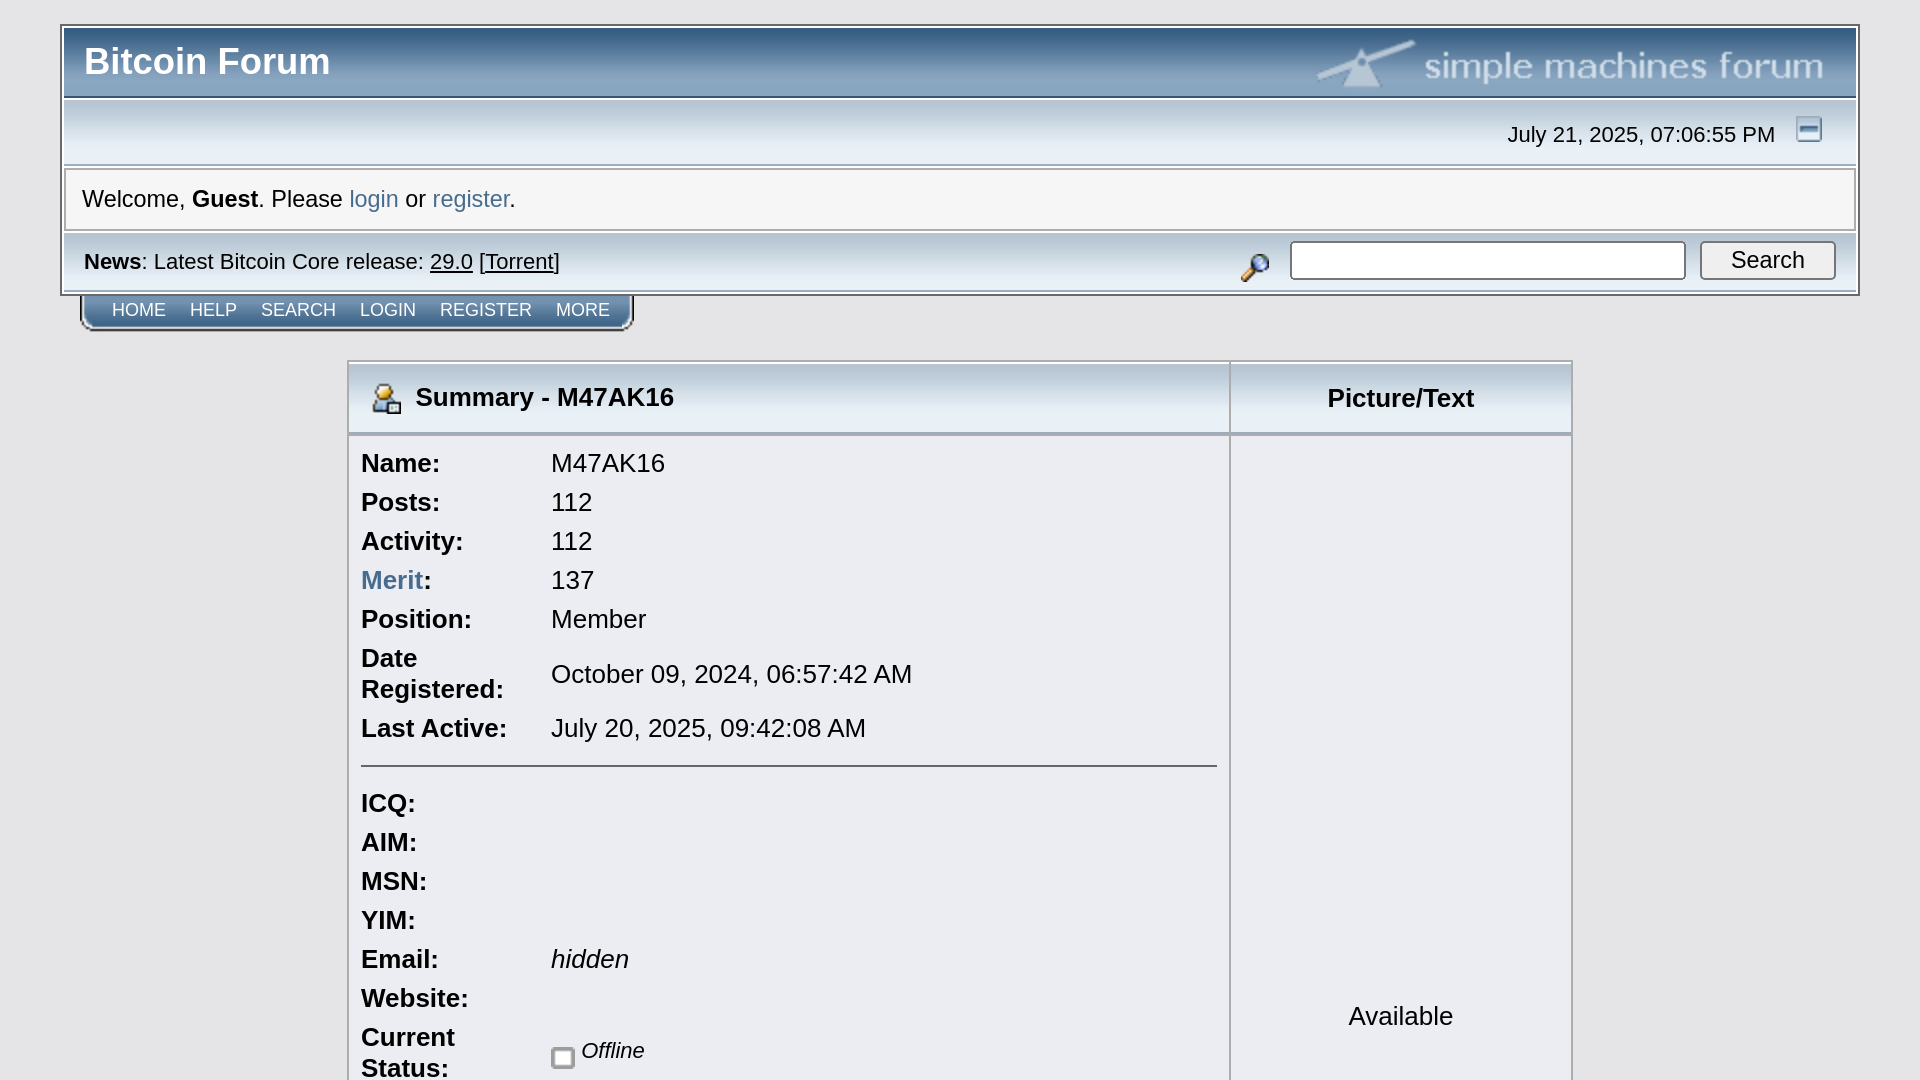 Bitcoin Forum
simple machines forum
July 21, 2025, 07:06:55 PM
Welcome, Guest. Please login or register.
News: Latest Bitcoin Core release: 29.0 [Torrent]
Search
HOME HELP SEARCH LOGIN REGISTER MORE
Summary - M47AK16
Picture/Text
Name: M47AK16
Posts: 112
Activity: 112
Merit: 137
Position: Member
Date
Registered: October 09, 2024, 06:57:42 AM
Last Active: July 20, 2025, 09:42:08 AM
ICQ:
AIM:
MSN:
YIM:
Email: hidden
Website:
Available
Current
Status: Offline